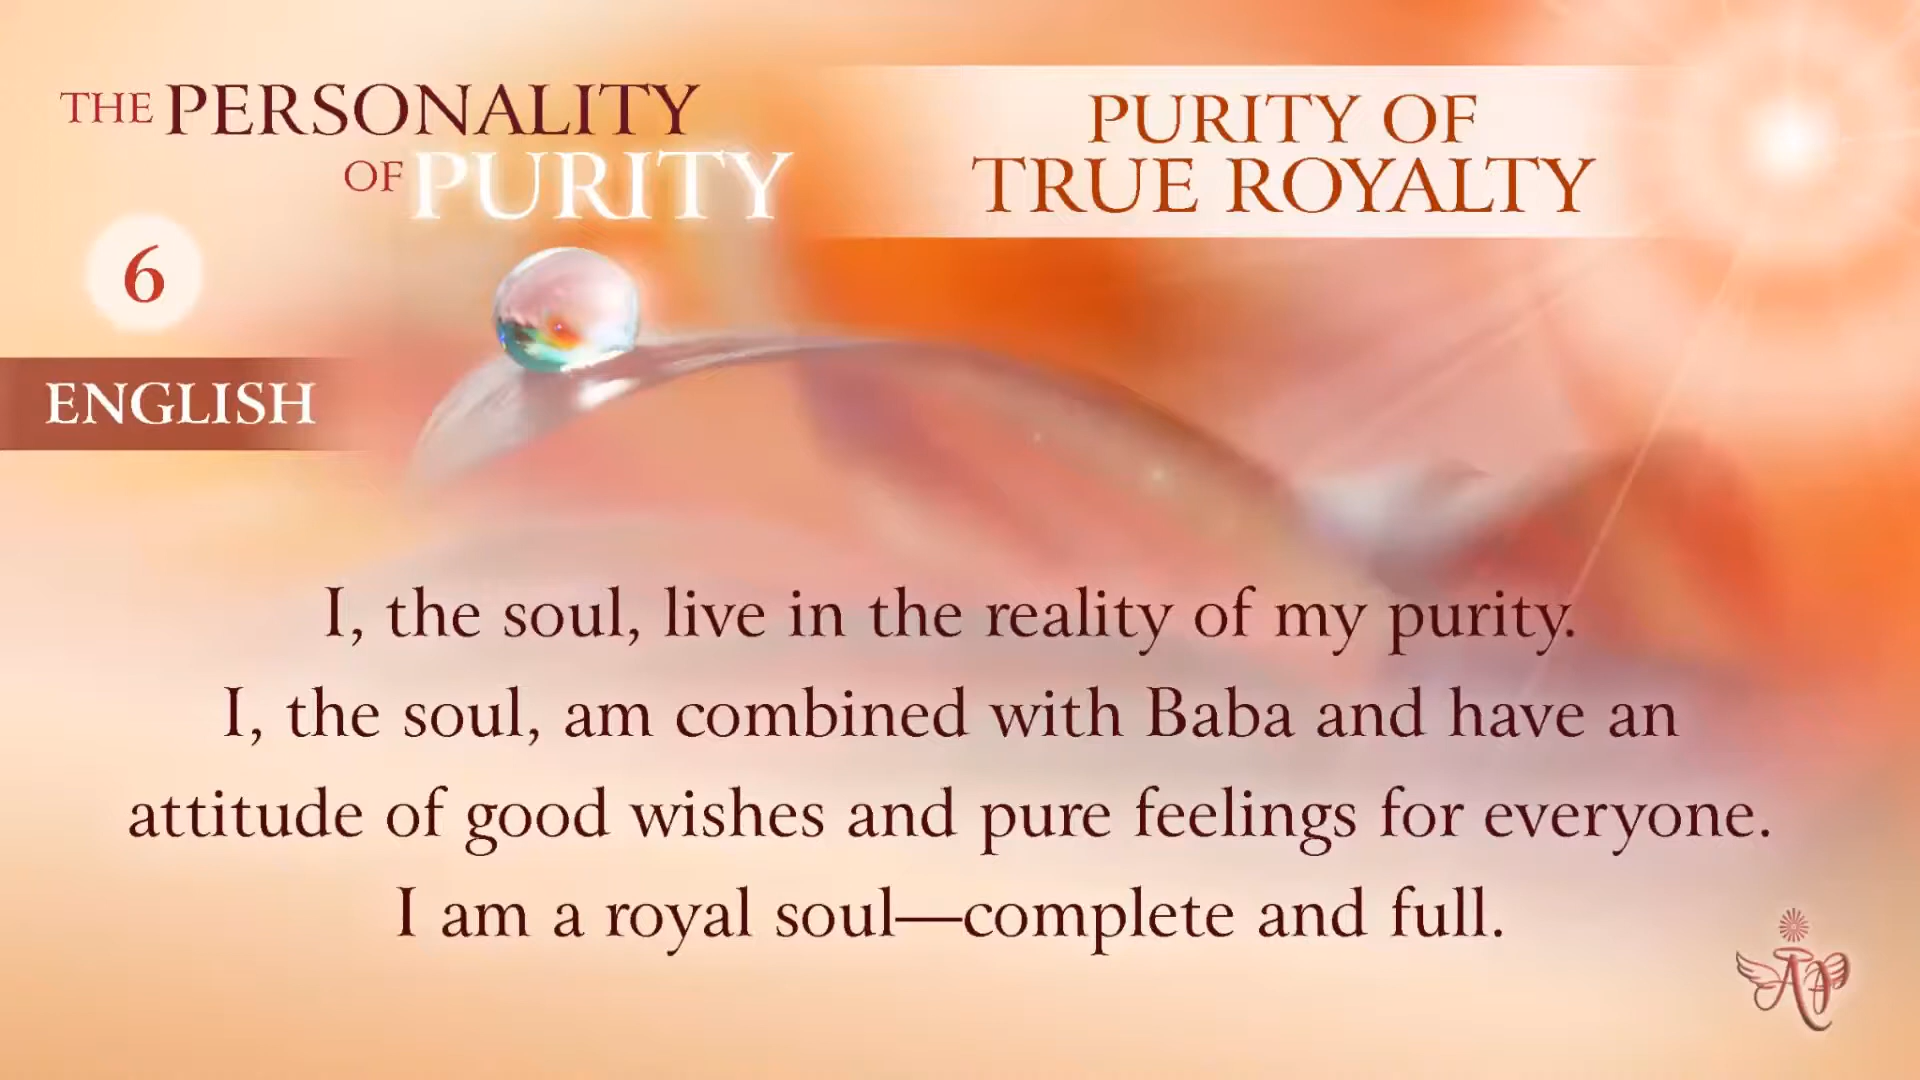 THE PERSONALITY
OF PURITY
PURITY OF
TRUE ROYALTY
6
ENGLISH
I, the soul, live in the reality of my purity.
I, the soul, am combined with Baba and have an
attitude of good wishes and pure feelings for everyone.
I am a royal soul—complete and full.